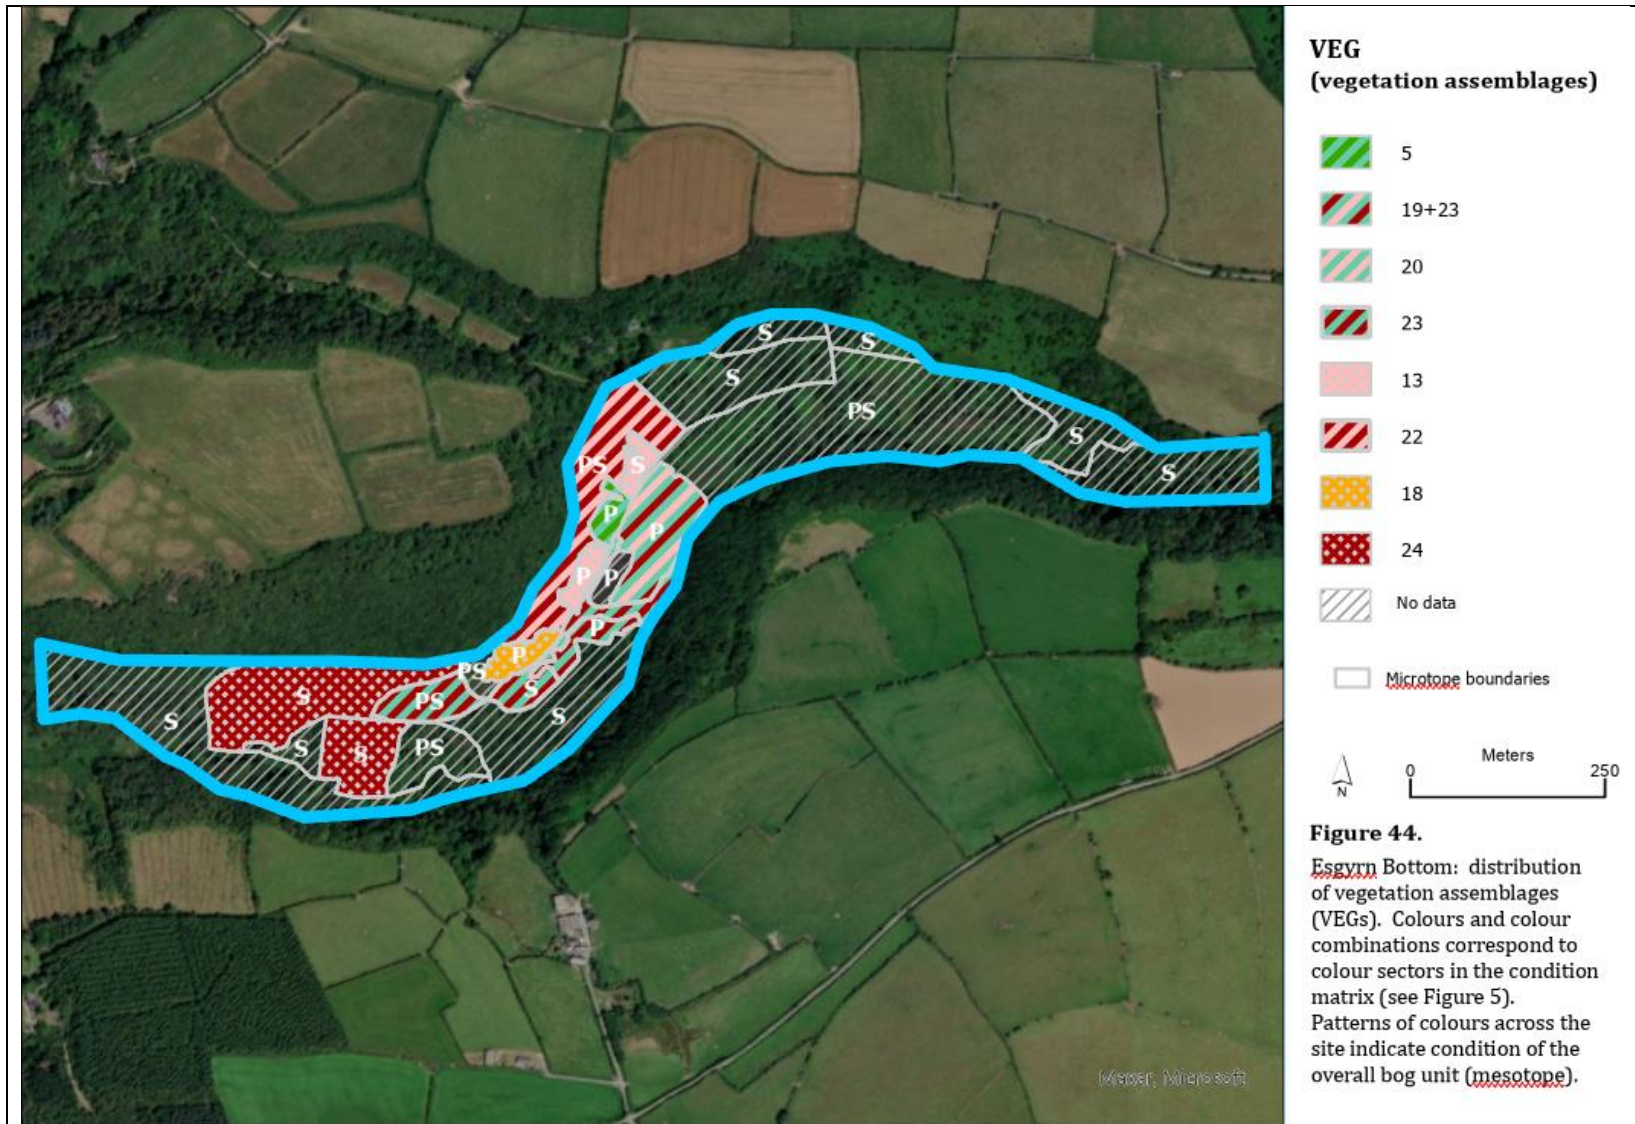 VEG
(vegetation assemblages)
5
19+23
20
23
13
22
18
24
No data
Microtope boundaries
Meters
0 250
N
Figure 44.
Esgyrn Bottom: distribution
of vegetation assemblages
(VEGs). Colours and colour
combinations correspond to
colour sectors in the condition
matrix (see Figure 5).
Patterns of colours across the
site indicate condition of the
overall bog unit (mesotope).
S
S
S
PS
S
S
PS
S
P
P
P
P
P
P
PS
S
PS
S
S
S
S
S
PS
Maxar, Microsoft